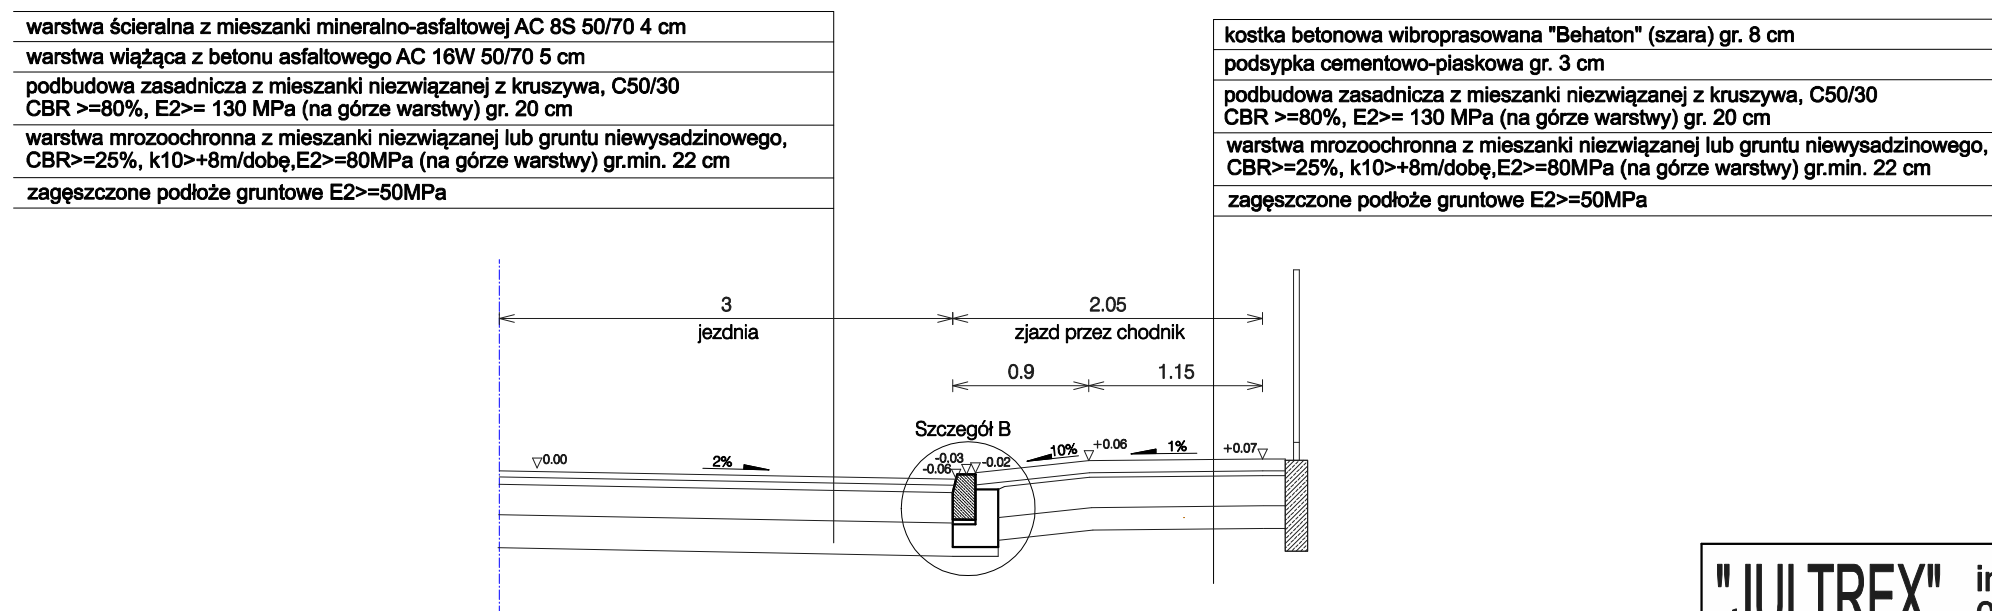 warstwa ścieralna z mieszanki mineralno-asfaltowej AC 8S 50/70 4 cm
warstwa wiążąca z betonu asfaltowego AC 16W 50/70 5 cm
podbudowa zasadnicza z mieszanki niezwiązanej z kruszywa, C50/30
CBR >=80%, E2>= 130 MPa (na górze warstwy) gr. 20 cm
warstwa mrozoochronna z mieszanki niezwiązanej lub gruntu niewysadzinowego,
CBR>=25%, k10>+8m/dobę,E2>=80MPa (na górze warstwy) gr.min. 22 cm
zagęszczone podłoże gruntowe E2>=50MPa
kostka betonowa wibroprasowana "Behaton" (szara) gr. 8 cm
podsypka cementowo-piaskowa gr. 3 cm
podbudowa zasadnicza z mieszanki niezwiązanej z kruszywa, C50/30
CBR >=80%, E2>= 130 MPa (na górze warstwy) gr. 20 cm
warstwa mrozoochronna z mieszanki niezwiązanej lub gruntu niewysadzinowego,
CBR>=25%, k10>+8m/dobę,E2>=80MPa (na górze warstwy) gr.min. 22 cm
zagęszczone podłoże gruntowe E2>=50MPa
3
jezdnia
2.05
zjazd przez chodnik
0.9
1.15
Szczegół B
0.00
2%
-0.06
-0.03
-0.02
10%
+0.06
1%
+0.07
"JULTREX"